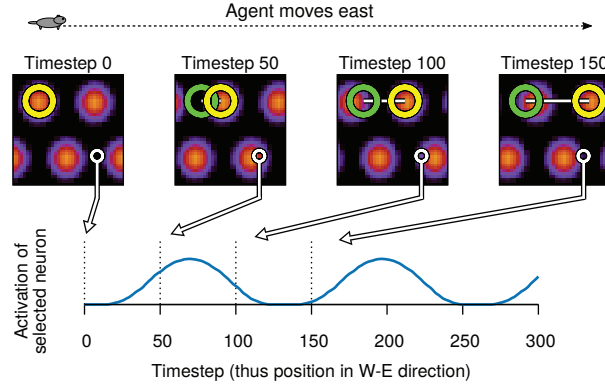 Agent moves east
Timestep 0
Timestep 50
Timestep 100
Timestep 150
Activation of
selected neuron
0
50
100
150
200
250
300
Timestep (thus position in W-E direction)